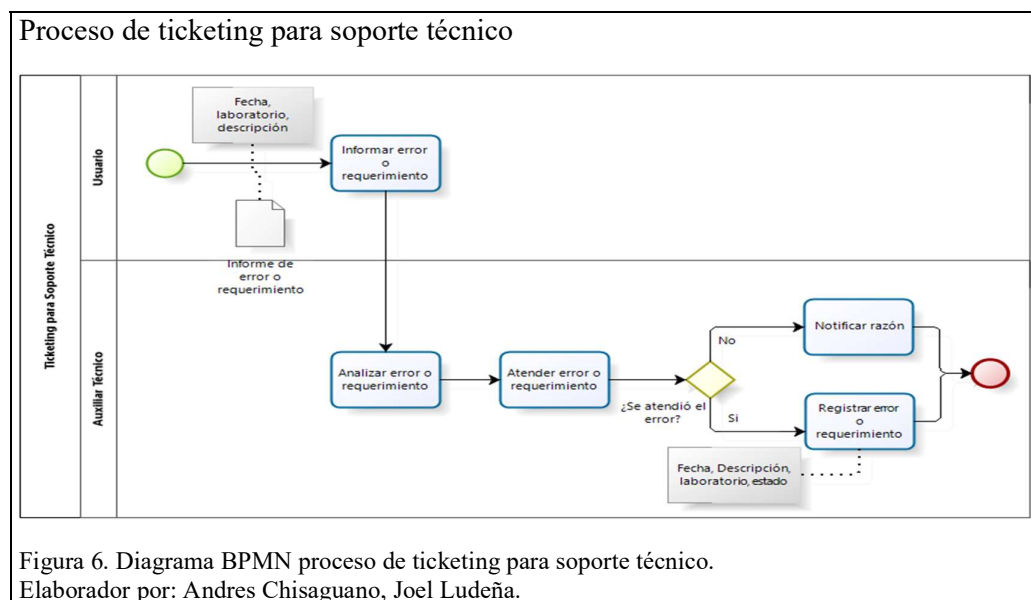 Proceso de ticketing para soporte técnico
Ticketing para Soporte Técnico
Usuario
Fecha,
laboratorio,
descripción
Informar error
o
requerimiento
Informe de
error o
requerimiento
Auxiliar Técnico
Analizar error o
requerimiento
Atender error o
requerimiento
¿Se atendió el
error?
No
Notificar razón
Si
Registrar error
o
requerimiento
Fecha, Descripción,
laboratorio, estado
Figura 6. Diagrama BPMN proceso de ticketing para soporte técnico.
Elaborador por: Andres Chisaguano, Joel Ludeña.